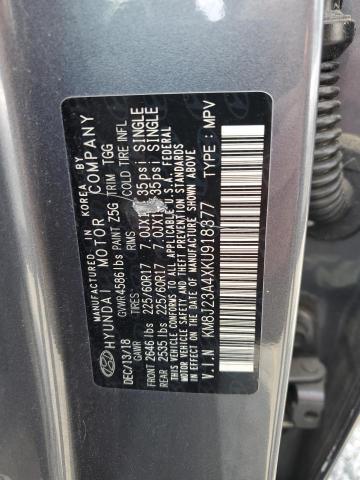 MANUFACTURED IN KOREA BY
HYUNDAI MOTOR COMPANY
DEC/13/18 GVWR 4586 lbs PAINT Z5G TRIM TGG
GAWR TIRES RIMS COLD TIRE INFL
FRONT 2646 lbs 225/60R17 7.0JX17 35psi; SINGLE
REAR 2535 lbs 225/60R17 7.0JX17 35psi; SINGLE
THIS VEHICLE CONFORMS TO ALL APPLICABLE U.S. FEDERAL
MOTOR VEHICLE SAFETY, BUMPER, AND THEFT PREVENTION STANDARDS
IN EFFECT ON THE DATE OF MANUFACTURE SHOWN ABOVE.
V.I.N KM8J23A4XKU918877 TYPE: MPV